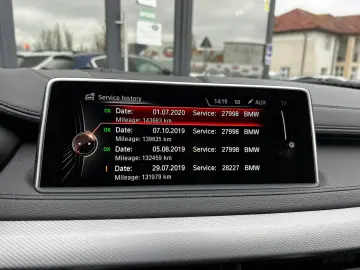 Service history 14:19 AUX
OK Date: 01.07.2020 Service: 27998 BMW
Mileage: 143683 km
OK Date: 07.10.2019 Service: 27998 BMW
Mileage: 139635 km
OK Date: 05.08.2019 Service: 27998 BMW
Mileage: 132459 km
! Date: 29.07.2019 Service: 28227 BMW
Mileage: 131979 km